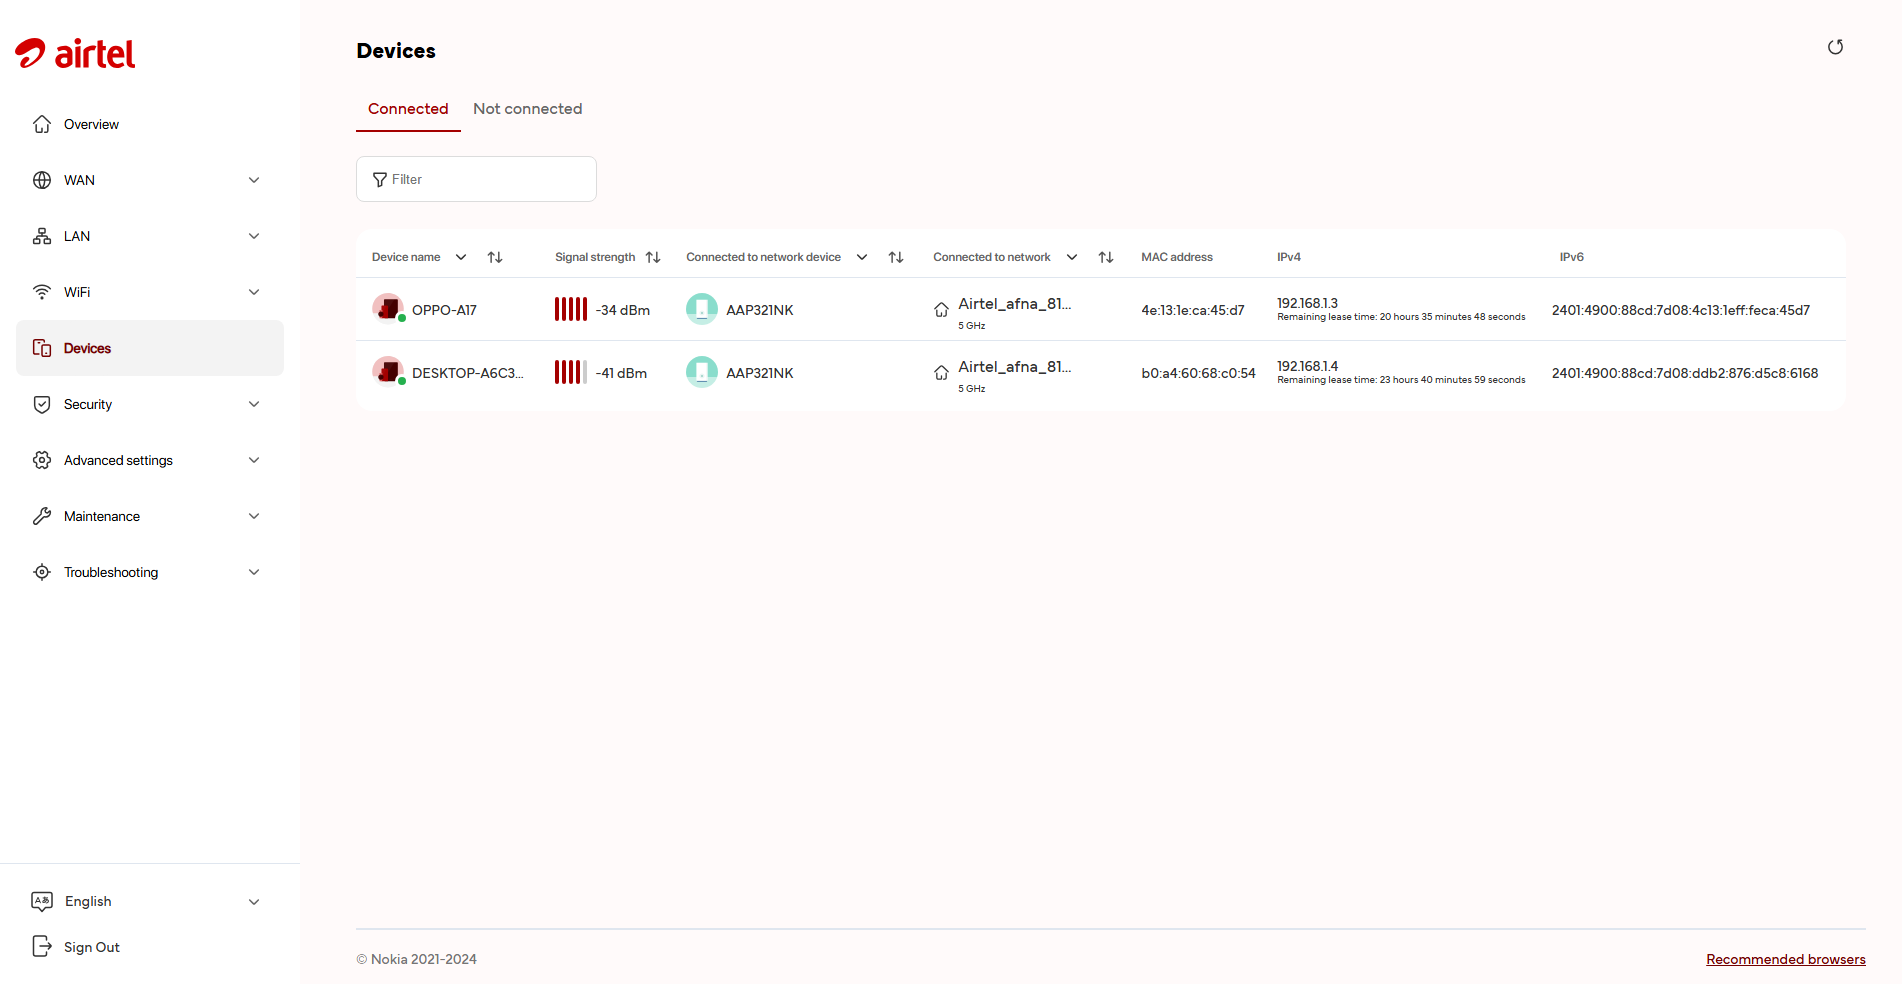 airtel
Overview
WAN
LAN
WiFi
Devices
Security
Advanced settings
Maintenance
Troubleshooting
English
Sign Out
Devices
Connected Not connected
Filter
Device name Signal strength Connected to network device Connected to network MAC address IPv4 IPv6
OPPO-A17 -34 dBm AAP321NK Airtel_afna_81... 5 GHz 4e:13:1e:ca:45:d7 192.168.1.3 Remaining lease time: 20 hours 35 minutes 48 seconds 2401:4900:88cd:7d08:4c13:1eff:feca:45d7
DESKTOP-A6C3... -41 dBm AAP321NK Airtel_afna_81... 5 GHz b0:a4:60:68:c0:54 192.168.1.4 Remaining lease time: 23 hours 40 minutes 59 seconds 2401:4900:88cd:7d08:ddb2:876:d5c8:6168
© Nokia 2021-2024 Recommended browsers